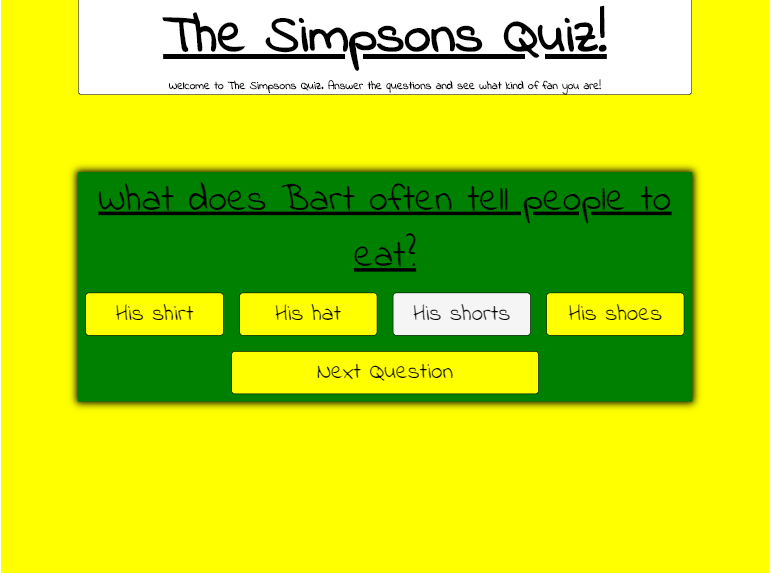 The Simpsons Quiz!
Welcome to The Simpsons Quiz. Answer the questions and see what kind of fan you are!
What does Bart often tell people to
eat?
His shirt
His hat
His shorts
His shoes
Next Question